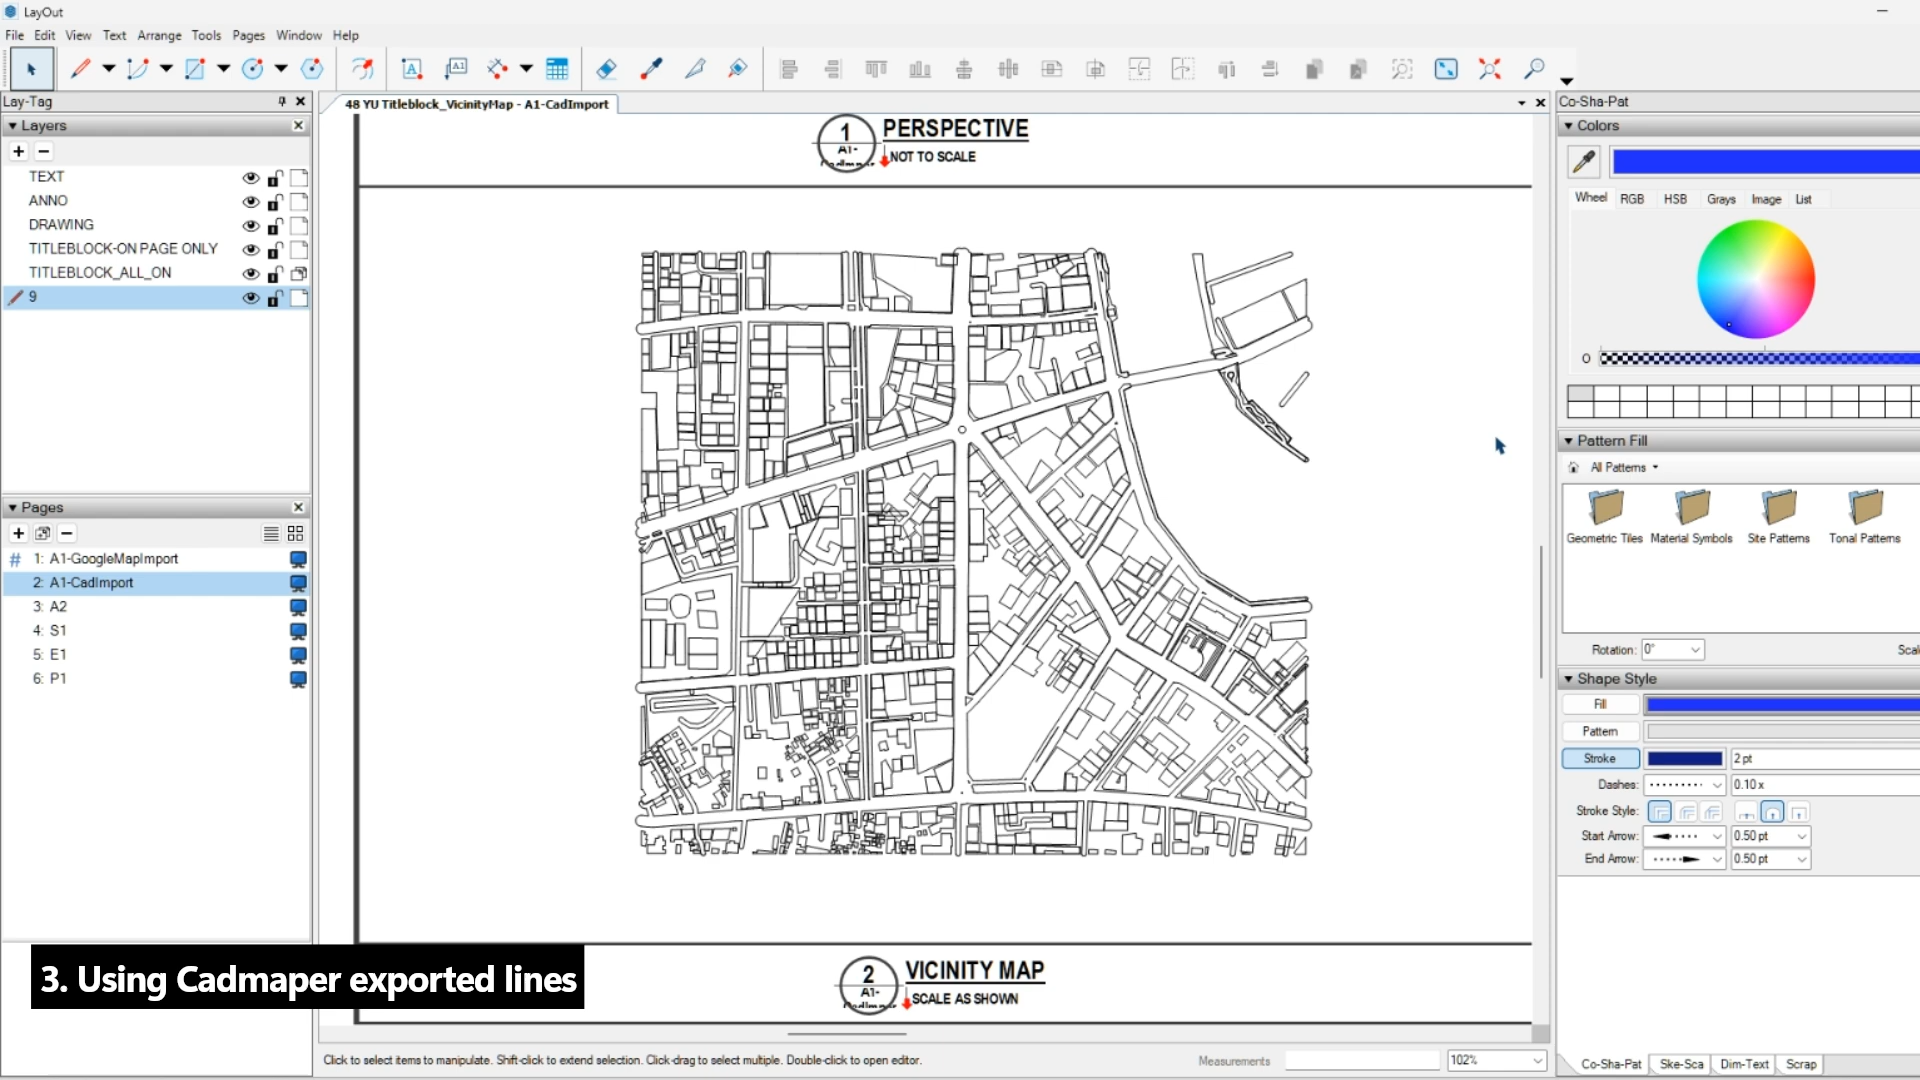 LayOut
File Edit View Text Arrange Tools Pages Window Help
Lay-Tag
Layers
TEXT
ANNO
DRAWING
TITLEBLOCK-ON PAGE ONLY
TITLEBLOCK_ALL_ON
9
Pages
1: A1-GoogleMapImport
2: A1-CadImport
3: A2
4: S1
5: E1
6: P1
48 YU Titleblock_VicinityMap - A1-CadImport
1
A1-
PERSPECTIVE
NOT TO SCALE
2
A1-
VICINITY MAP
SCALE AS SHOWN
3. Using Cadmaper exported lines
Click to select items to manipulate. Shift-click to extend selection. Click-drag to select multiple. Double-click to open editor.
Measurements
102%
Co-Sha-Pat
Colors
Wheel RGB HSB Grays Image List
O
Pattern Fill
All Patterns
Geometric Tiles Material Symbols Site Patterns Tonal Patterns
Rotation: 0° Scal
Shape Style
Fill
Pattern
Stroke 2 pt
Dashes: 0.10 x
Stroke Style:
Start Arrow: 0.50 pt
End Arrow: 0.50 pt
Co-Sha-Pat Ske-Sca Dim-Text Scrap